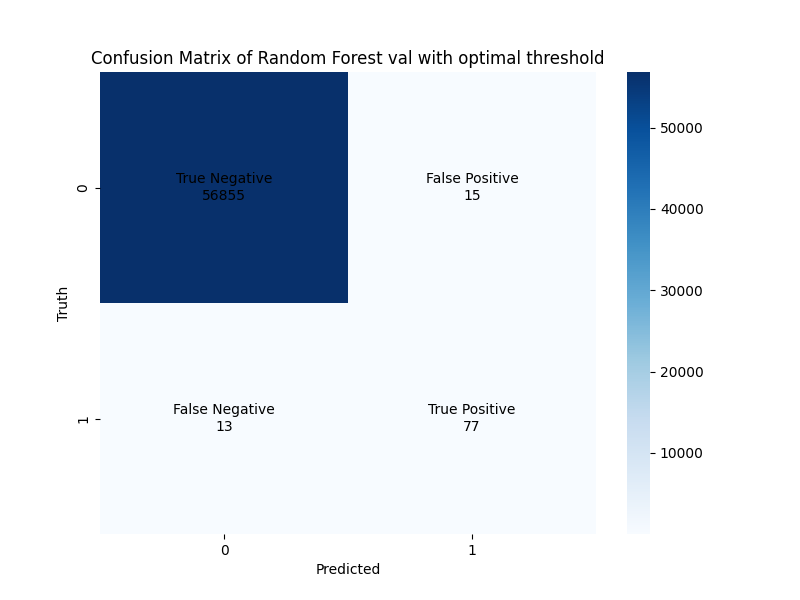 Confusion Matrix of Random Forest val with optimal threshold
True Negative
56855
False Positive
15
False Negative
13
True Positive
77
0
1
Truth
0
1
Predicted
50000
40000
30000
20000
10000